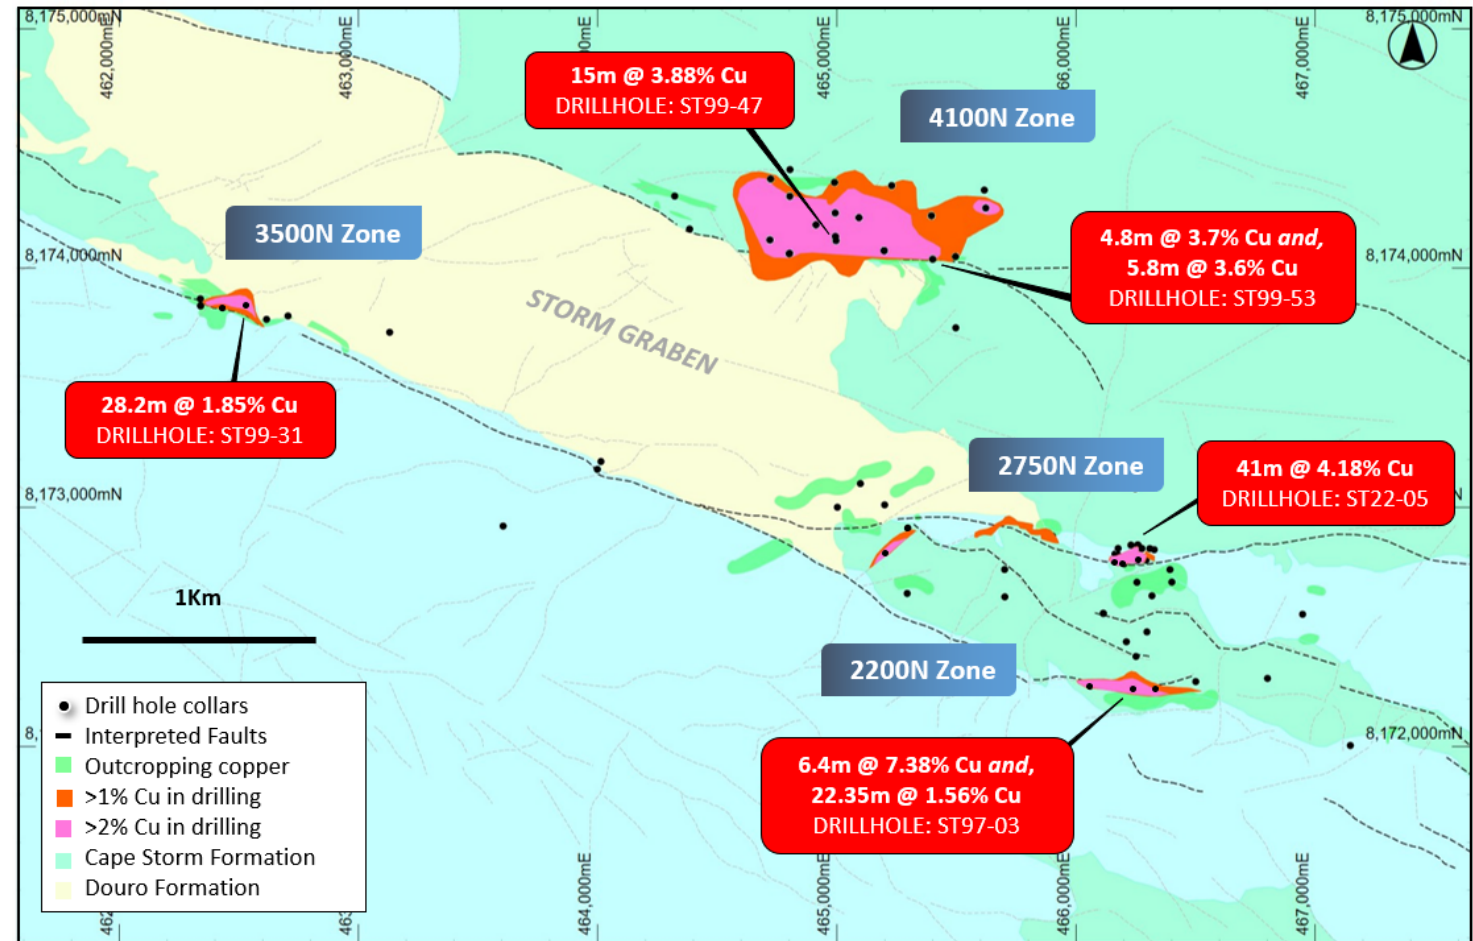 8,175,000mN
8,175,000mN
462,000mE
463,000mE
465,000mE
467,000mE
15m @ 3.88% Cu
DRILLHOLE: ST99-47
4100N Zone
3500N Zone
4.8m @ 3.7% Cu and,
5.8m @ 3.6% Cu
DRILLHOLE: ST99-53
8,174,000mN
8,174,000mN
STORM GRABEN
28.2m @ 1.85% Cu
DRILLHOLE: ST99-31
2750N Zone
41m @ 4.18% Cu
DRILLHOLE: ST22-05
8,173,000mN
1Km
2200N Zone
8,172,000mN
6.4m @ 7.38% Cu and,
22.35m @ 1.56% Cu
DRILLHOLE: ST97-03
Drill hole collars
Interpreted Faults
Outcropping copper
>1% Cu in drilling
>2% Cu in drilling
Cape Storm Formation
Douro Formation
464,000mE
465,000mE
466,000mE
467,000mE